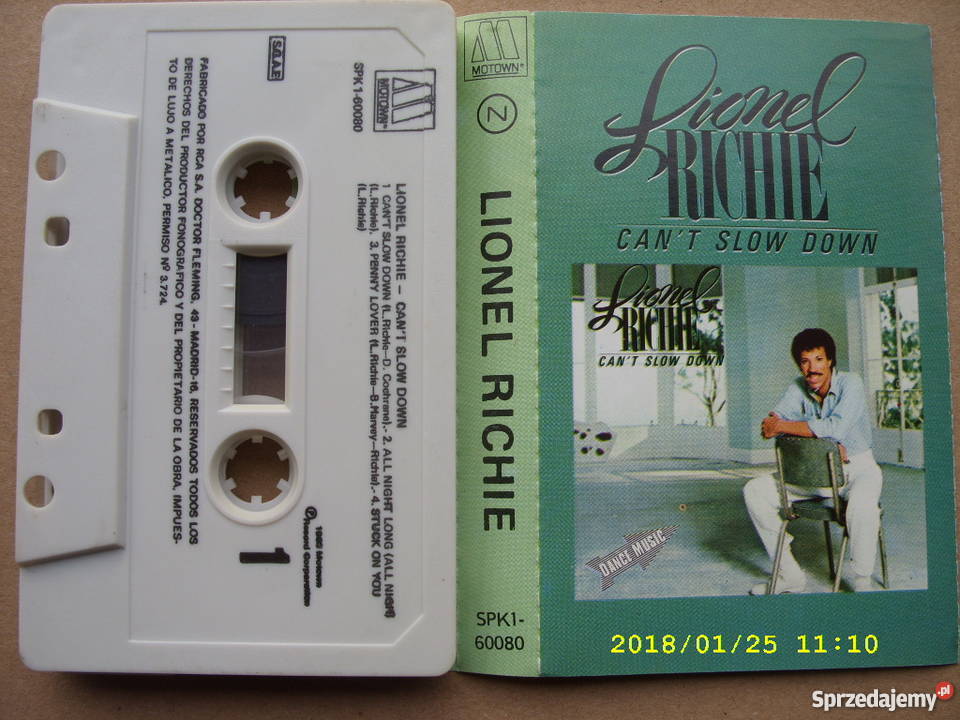 S.G.A.E.
SPK 1-60080
MOTOWN®
LIONEL RICHIE – CAN'T SLOW DOWN
1 CAN'T SLOW DOWN (L. Richie–D. Cochrane).- 2. ALL NIGHT LONG (ALL NIGHT)
(L. Richie). 3. PENNY LOVER (L. Richie–B. Harvey–Richie).- 4. STUCK ON YOU
(L. Richie)
FABRICADO POR RCA S.A. DOCTOR FLEMING, 43 - MADRID-16. RESERVADOS TODOS LOS
DERECHOS DEL PRODUCTOR FONOGRAFICO Y DEL PROPIETARIO DE LA OBRA. IMPUES-
TO DE LUJO A METALICO. PERMISO Nº 3.724.
1
1983 Motown
Ⓟ Record Corporation
MOTOWN®
Z
LIONEL RICHIE
SPK1-
60080
Lionel
RICHIE
CAN'T SLOW DOWN
Lionel
RICHIE
CAN'T SLOW DOWN
DANCE MUSIC
2018/01/25 11:10
Sprzedajemy.pl